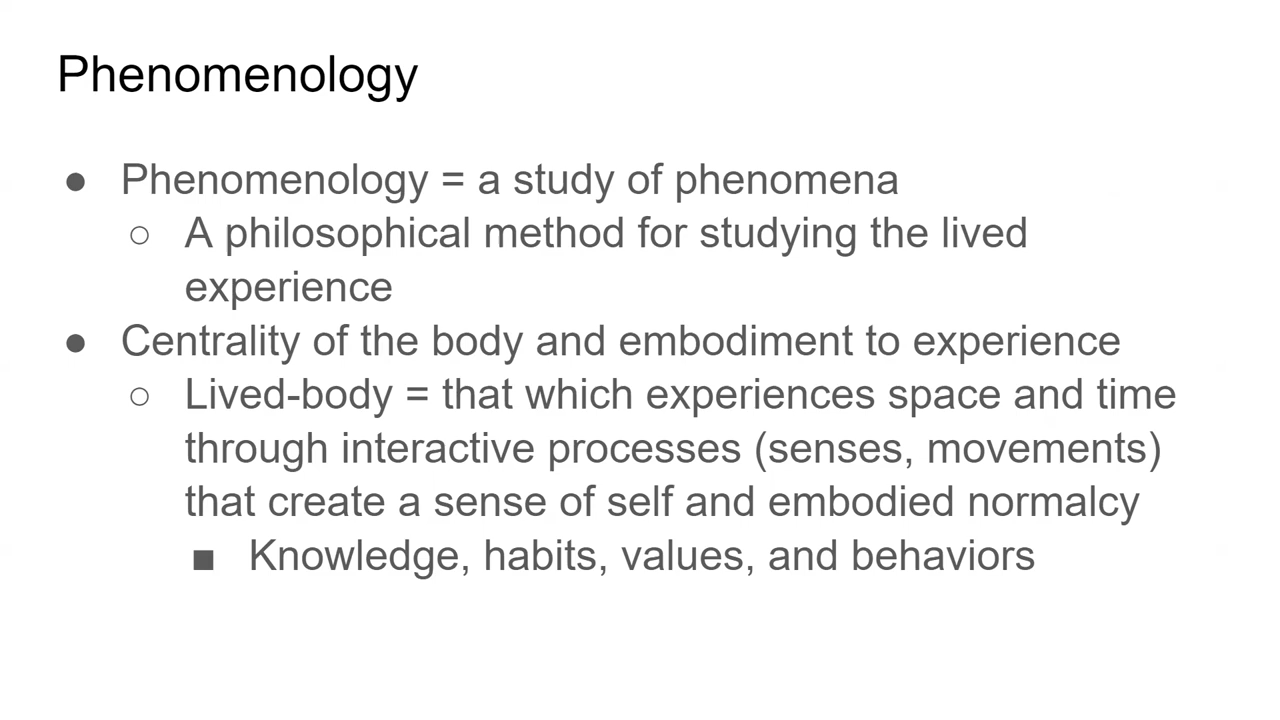 Phenomenology
● Phenomenology = a study of phenomena
○ A philosophical method for studying the lived
experience
● Centrality of the body and embodiment to experience
○ Lived-body = that which experiences space and time
through interactive processes (senses, movements)
that create a sense of self and embodied normalcy
■ Knowledge, habits, values, and behaviors